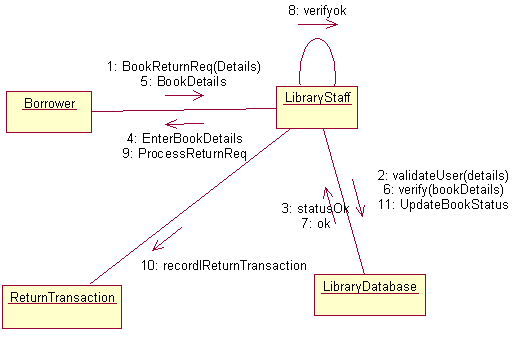 8: verifyok
1: BookReturnReq(Details)
5: BookDetails
Borrower
LibraryStaff
4: EnterBookDetails
9: ProcessReturnReq
2: validateUser(details)
6: verify(bookDetails)
11: UpdateBookStatus
3: statusOk
7: ok
10: recordlReturnTransaction
ReturnTransaction
LibraryDatabase